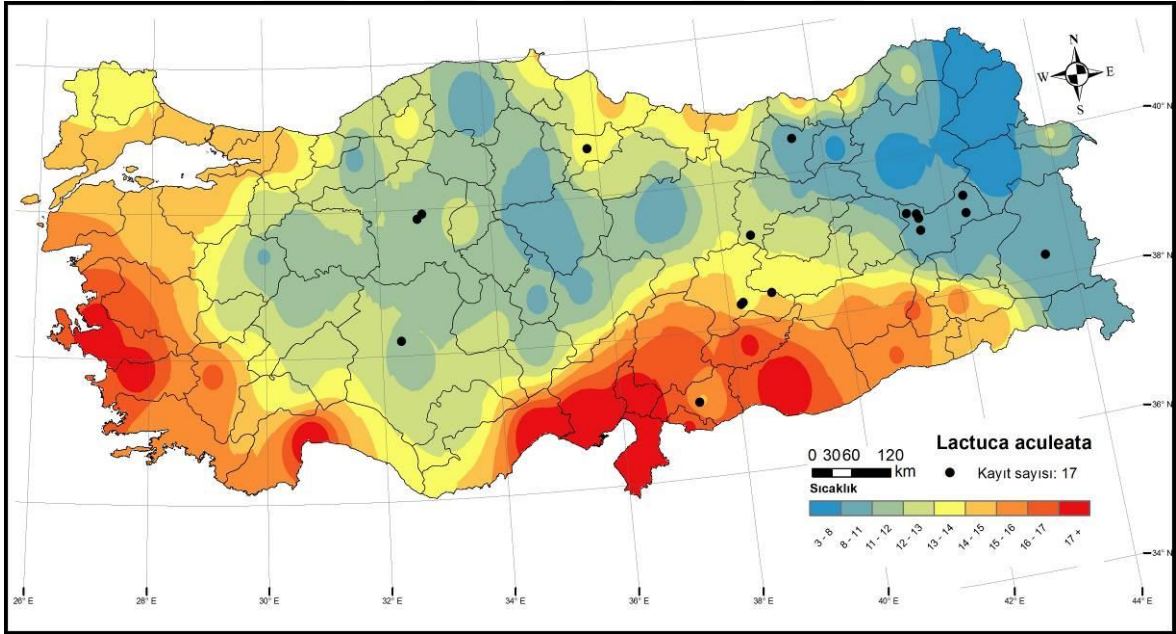 N
W E
S
40° N
38° N
36° N
34° N
Lactuca aculeata
0 30 60 120
km
Kayıt sayısı: 17
Sıcaklık
3 - 8
8 - 11
11 - 12
12 - 13
13 - 14
14 - 15
15 - 16
16 - 17
17 +
26° E
28° E
30° E
32° E
34° E
36° E
38° E
40° E
42° E
44° E